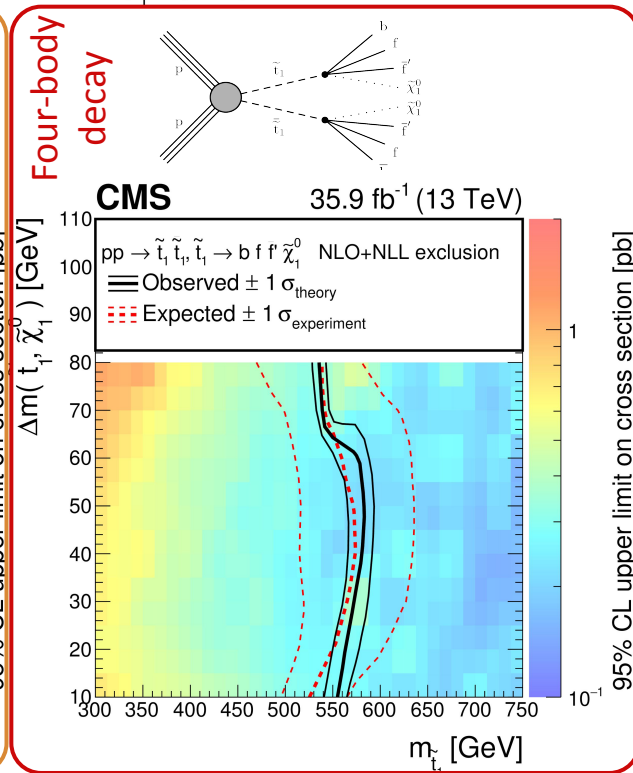 Four-body
decay
b
f
f̄'
χ̃₁⁰
t̃₁
p
p
t̃₁
χ̃₁⁰
f̄'
f
CMS 35.9 fb⁻¹ (13 TeV)
pp → t̃₁ t̃₁, t̃₁ → b f f' χ̃₁⁰ NLO+NLL exclusion
Observed ± 1 σ_theory
Expected ± 1 σ_experiment
Δm( t̃₁, χ̃₁⁰ ) [GeV]
110
100
90
80
70
60
50
40
30
20
10
300 350 400 450 500 550 600 650 700 750
m_t̃₁ [GeV]
1
10⁻¹
95% CL upper limit on cross section [pb]